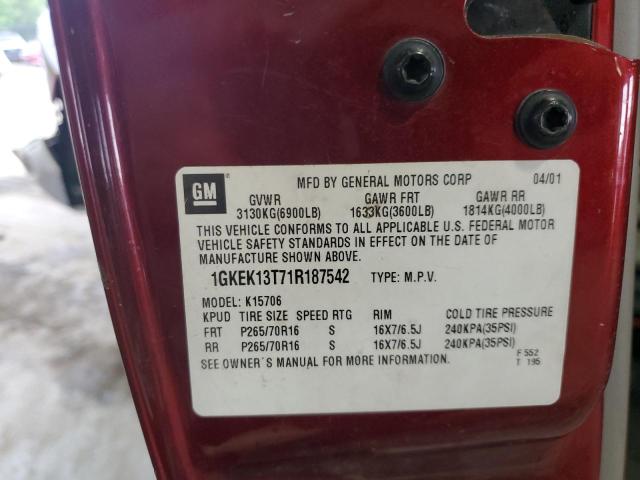 GM
MFD BY GENERAL MOTORS CORP 04/01
GVWR GAWR FRT GAWR RR
3130KG(6900LB) 1633KG(3600LB) 1814KG(4000LB)
THIS VEHICLE CONFORMS TO ALL APPLICABLE U.S. FEDERAL MOTOR
VEHICLE SAFETY STANDARDS IN EFFECT ON THE DATE OF
MANUFACTURE SHOWN ABOVE.
1GKEK13T71R187542 TYPE: M.P.V.
MODEL: K15706
KPUD TIRE SIZE SPEED RTG RIM COLD TIRE PRESSURE
FRT P265/70R16 S 16X7/6.5J 240KPA(35PSI)
RR P265/70R16 S 16X7/6.5J 240KPA(35PSI)
SEE OWNER'S MANUAL FOR MORE INFORMATION.
F 552
T 195